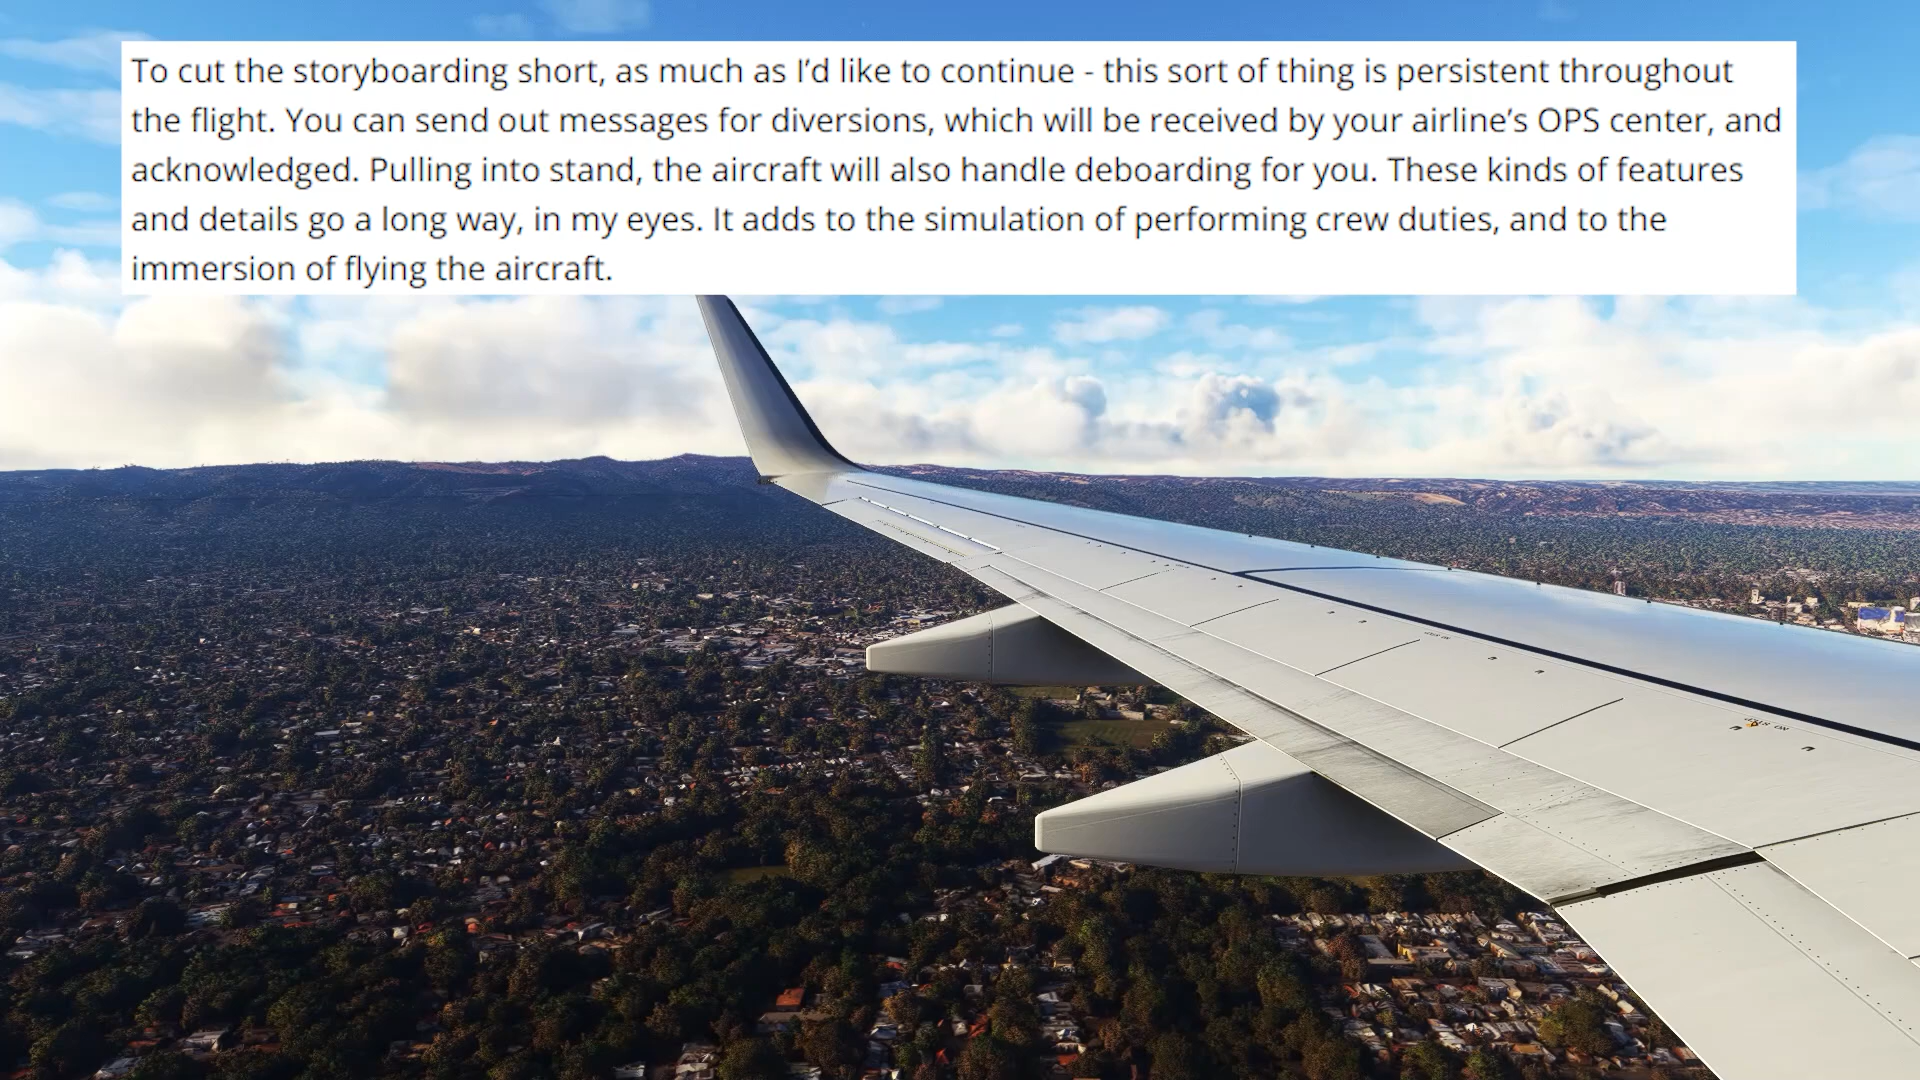 To cut the storyboarding short, as much as I’d like to continue - this sort of thing is persistent throughout
the flight. You can send out messages for diversions, which will be received by your airline’s OPS center, and
acknowledged. Pulling into stand, the aircraft will also handle deboarding for you. These kinds of features
and details go a long way, in my eyes. It adds to the simulation of performing crew duties, and to the
immersion of flying the aircraft.